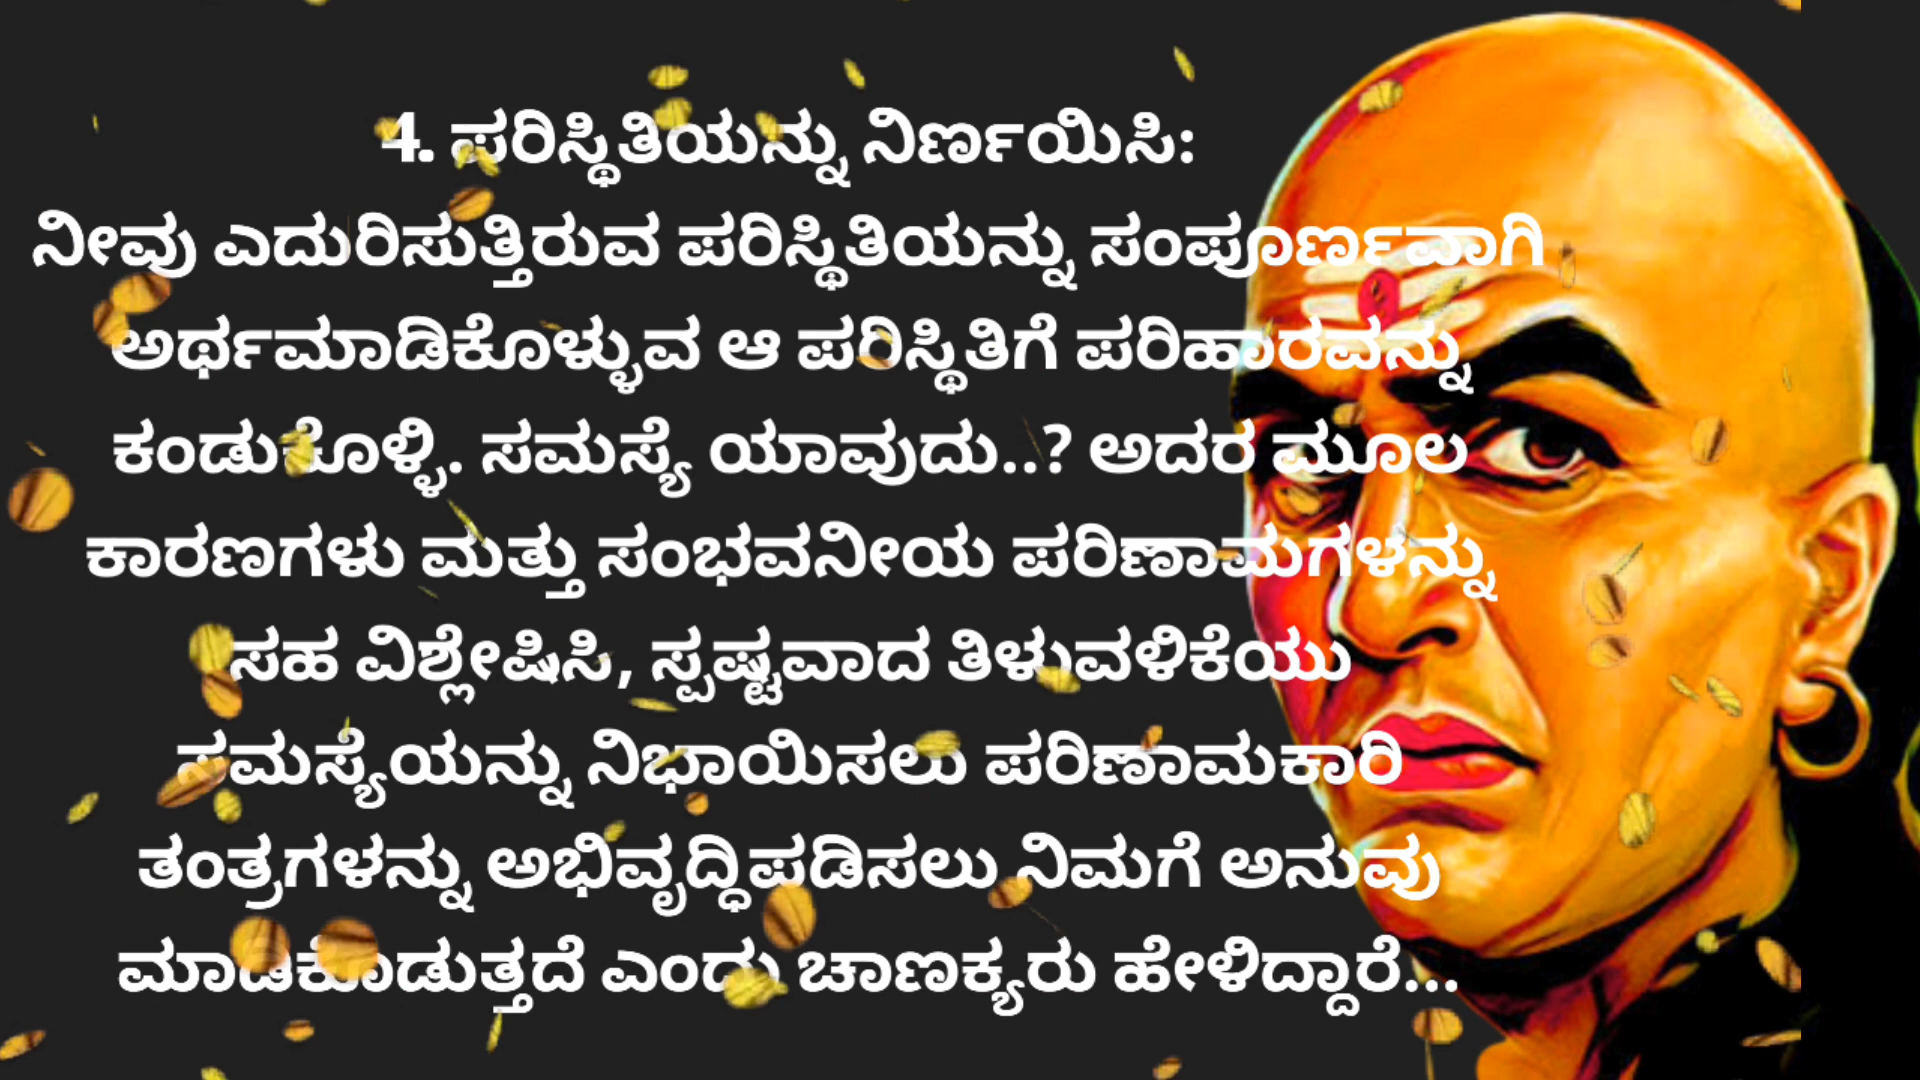 4. ಪರಿಸ್ಥಿತಿಯನ್ನು ನಿರ್ಣಯಿಸಿ:
ನೀವು ಎದುರಿಸುತ್ತಿರುವ ಪರಿಸ್ಥಿತಿಯನ್ನು ಸಂಪೂರ್ಣವಾಗಿ
ಅರ್ಥಮಾಡಿಕೊಳ್ಳುವ ಆ ಪರಿಸ್ಥಿತಿಗೆ ಪರಿಹಾರವನ್ನು
ಕಂಡುಕೊಳ್ಳಿ. ಸಮಸ್ಯೆ ಯಾವುದು..? ಅದರ ಮೂಲ
ಕಾರಣಗಳು ಮತ್ತು ಸಂಭವನೀಯ ಪರಿಣಾಮಗಳನ್ನು
ಸಹ ವಿಶ್ಲೇಷಿಸಿ, ಸ್ಪಷ್ಟವಾದ ತಿಳುವಳಿಕೆಯು
ಸಮಸ್ಯೆಯನ್ನು ನಿಭಾಯಿಸಲು ಪರಿಣಾಮಕಾರಿ
ತಂತ್ರಗಳನ್ನು ಅಭಿವೃದ್ಧಿಪಡಿಸಲು ನಿಮಗೆ ಅನುವು
ಮಾಡಿಕೊಡುತ್ತದೆ ಎಂದು ಚಾಣಕ್ಯರು ಹೇಳಿದ್ದಾರೆ...